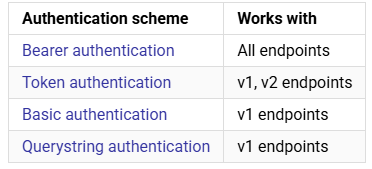 Authentication scheme Works with
Bearer authentication All endpoints
Token authentication v1, v2 endpoints
Basic authentication v1 endpoints
Querystring authentication v1 endpoints